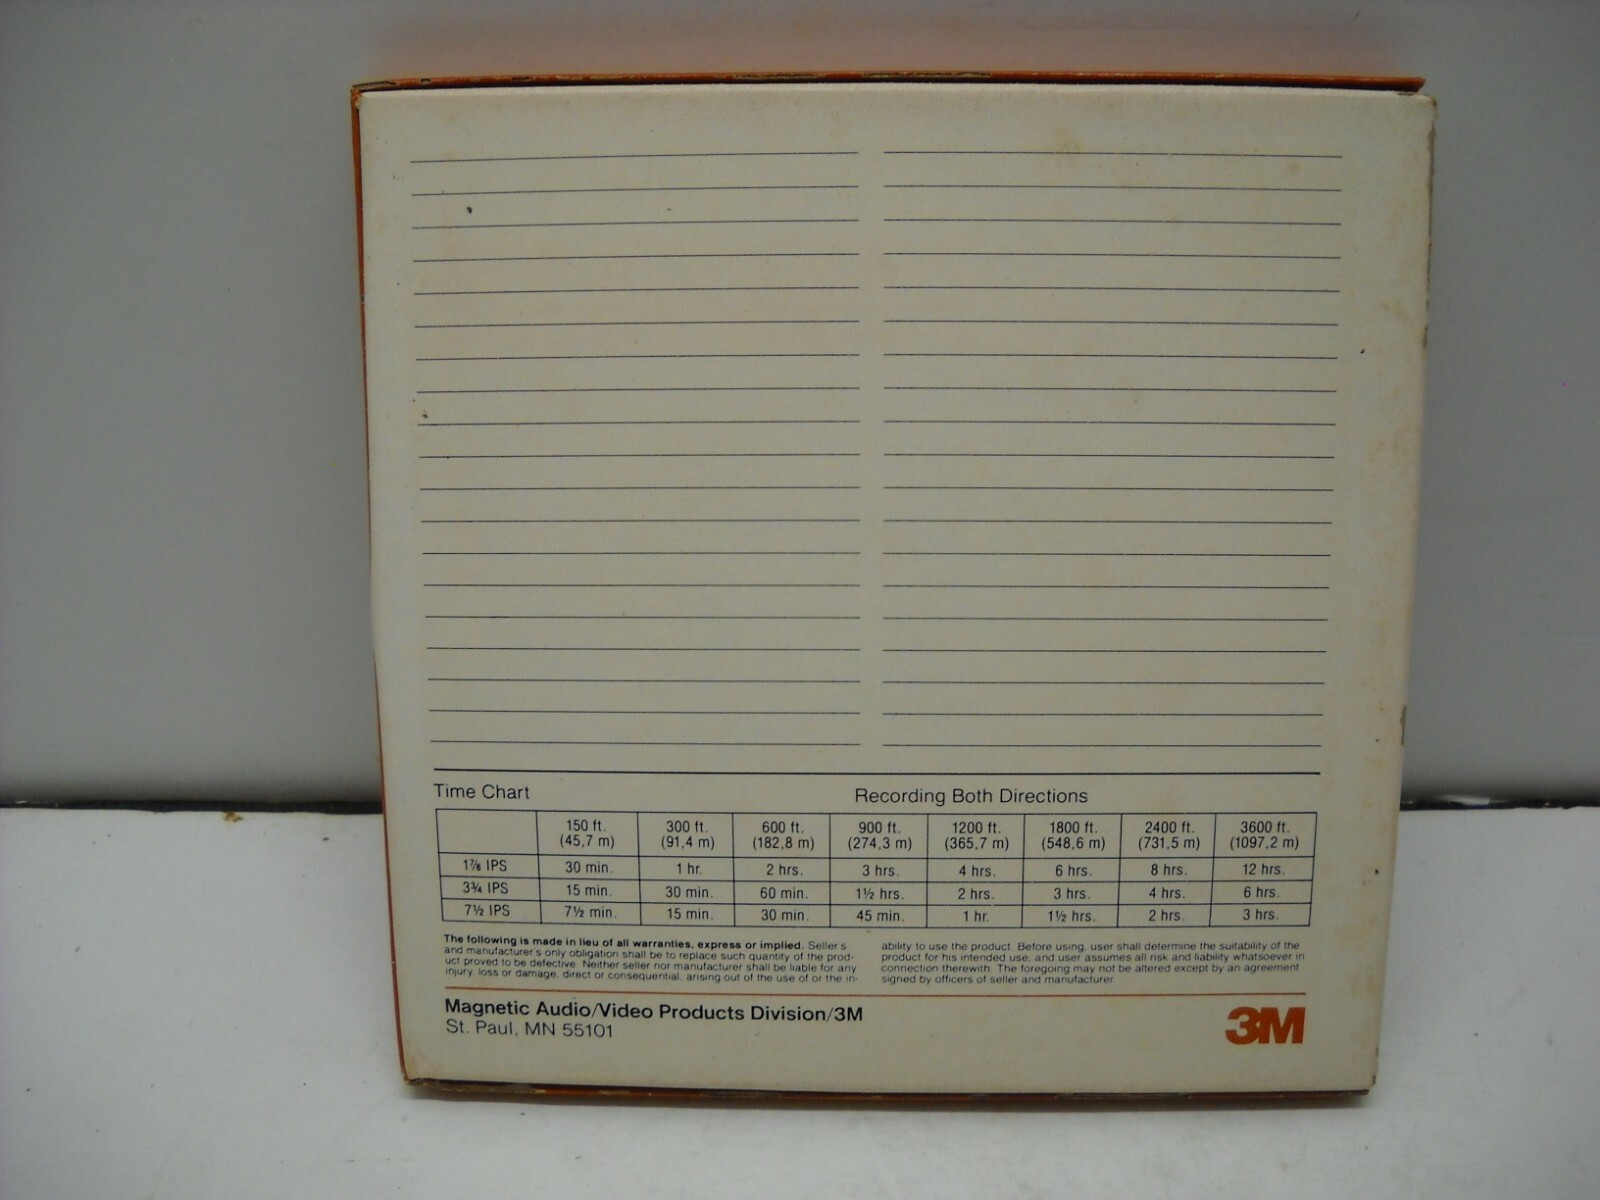 Time Chart
Recording Both Directions
150 ft. 300 ft. 600 ft. 900 ft. 1200 ft. 1800 ft. 2400 ft. 3600 ft.
(45,7 m) (91,4 m) (182,8 m) (274,3 m) (365,7 m) (548,6 m) (731,5 m) (1097,2 m)
1⅞ IPS 30 min. 1 hr. 2 hrs. 3 hrs. 4 hrs. 6 hrs. 8 hrs. 12 hrs.
3¾ IPS 15 min. 30 min. 60 min. 1½ hrs. 2 hrs. 3 hrs. 4 hrs. 6 hrs.
7½ IPS 7½ min. 15 min. 30 min. 45 min. 1 hr. 1½ hrs. 2 hrs. 3 hrs.
The following is made in lieu of all warranties, express or implied. Seller's
and manufacturer's only obligation shall be to replace such quantity of the prod-
uct proved to be defective. Neither seller nor manufacturer shall be liable for any
injury, loss or damage, direct or consequential, arising out of the use of or the in-
ability to use the product. Before using, user shall determine the suitability of the
product for his intended use, and user assumes all risk and liability whatsoever in
connection therewith. The foregoing may not be altered except by an agreement
signed by officers of seller and manufacturer.
Magnetic Audio/Video Products Division/3M
St. Paul, MN 55101
3M